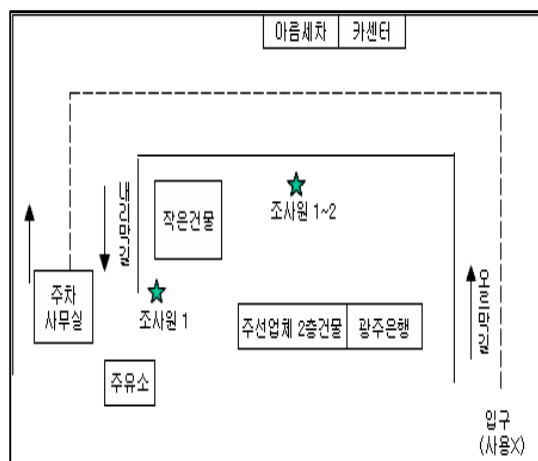 아름세차 카센터
내리막길
작은건물
조사원 1~2
주차
사무실
조사원 1
주선업체 2층건물 광주은행
오르막길
주유소
입구
(사용X)